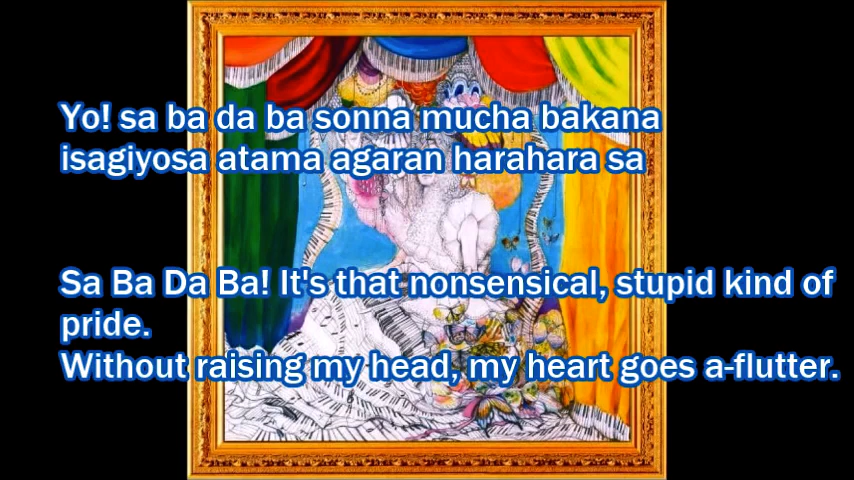 Yo! sa ba da ba sonna mucha bakana
isagiyosa atama agaran harahara sa
Sa Ba Da Ba! It's that nonsensical, stupid kind of
pride.
Without raising my head, my heart goes a-flutter.